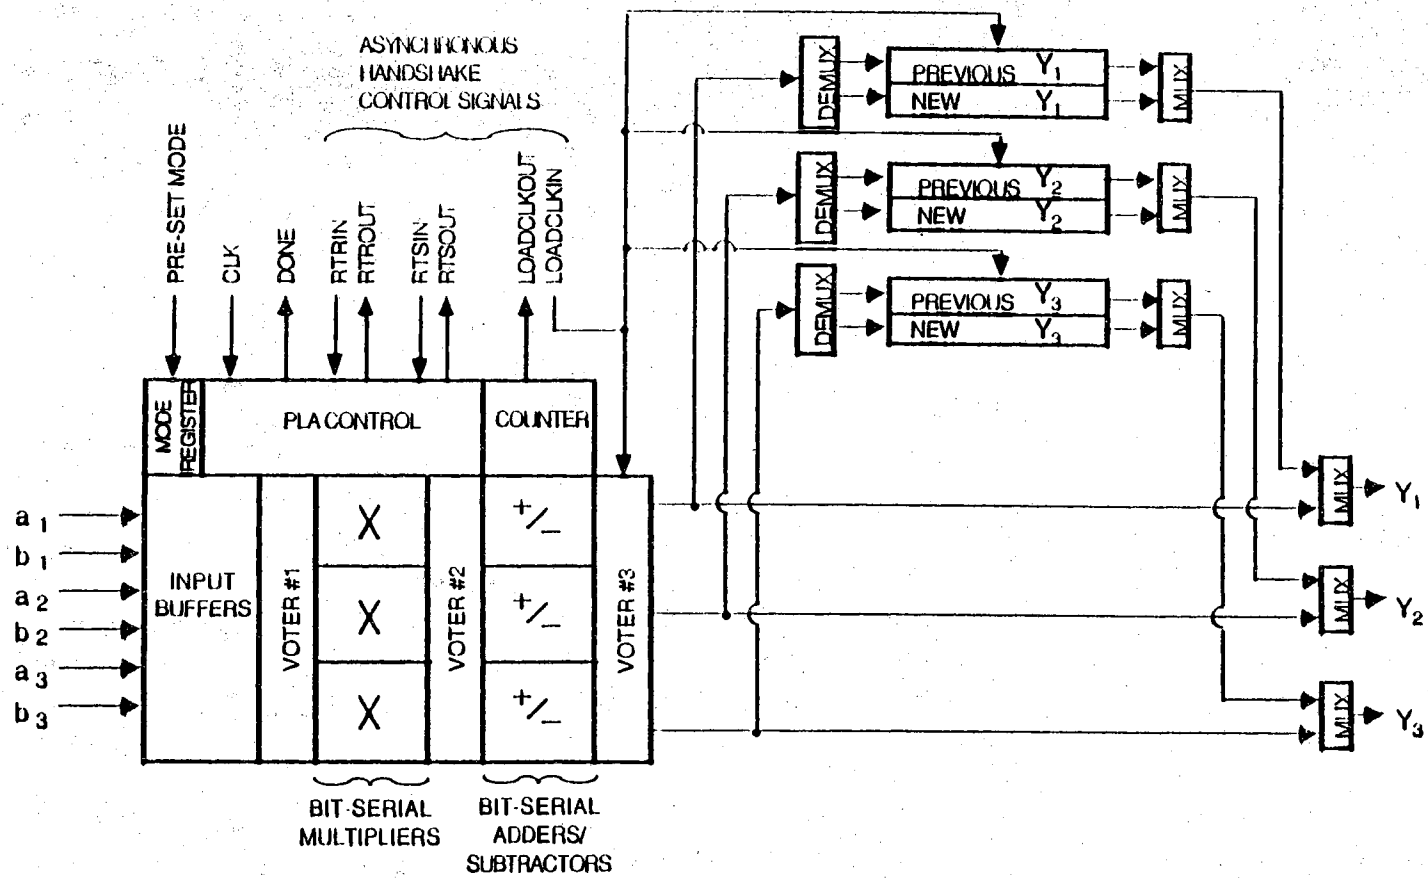 ASYNCHRONOUS
HANDSHAKE
CONTROL SIGNALS
PRE-SET MODE
CLK
DONE
RTRIN
RTROUT
RTSIN
RTSOUT
LOADCLKOUT
LOADCLKIN
DEMUX
PREVIOUS Y1
NEW Y1
MUX
DEMUX
PREVIOUS Y2
NEW Y2
MUX
DEMUX
PREVIOUS Y3
NEW Y3
MUX
MODE
REGISTER
PLA CONTROL
COUNTER
a1
b1
a2
b2
a3
b3
INPUT
BUFFERS
VOTER #1
X
X
X
VOTER #2
+/-
+/-
+/-
VOTER #3
MUX
Y1
MUX
Y2
MUX
Y3
BIT-SERIAL
MULTIPLIERS
BIT-SERIAL
ADDERS/
SUBTRACTORS